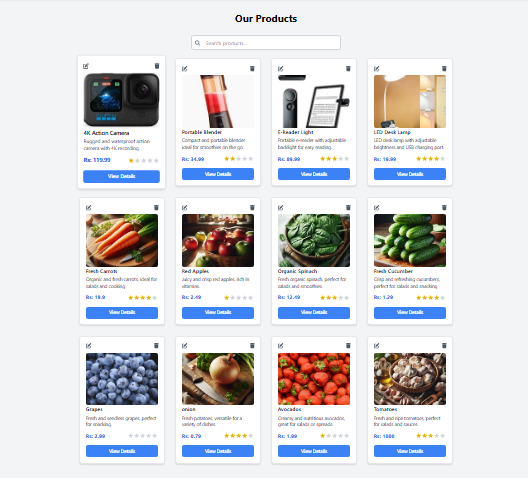 Our Products
Search products...
4K Action Camera
Rugged and waterproof action
camera with 4K recording.
Rs: 119.99
View Details
Portable Blender
Compact and portable blender
ideal for smoothies on the go.
Rs: 34.99
View Details
E-Reader Light
Portable e-reader with adjustable
backlight for easy reading.
Rs: 89.99
View Details
LED Desk Lamp
LED desk lamp with adjustable
brightness and USB charging port.
Rs: 19.99
View Details
Fresh Carrots
Organic and fresh carrots, ideal for
salads and cooking.
Rs: 19.9
View Details
Red Apples
Juicy and crisp red apples, rich in
vitamins.
Rs: 2.49
View Details
Organic Spinach
Fresh organic spinach, perfect for
salads and smoothies.
Rs: 12.49
View Details
Fresh Cucumber
Crisp and refreshing cucumbers,
perfect for salads and snacking.
Rs: 1.29
View Details
Grapes
Fresh and seedless grapes, perfect
for snacking.
Rs: 2.99
View Details
onion
Fresh potatoes, versatile for a
variety of dishes.
Rs: 0.79
View Details
Avocados
Creamy and nutritious avocados,
great for salads or spreads.
Rs: 1.99
View Details
Tomatoes
Fresh and ripe tomatoes, perfect
for salads and sauces.
Rs: 1000
View Details